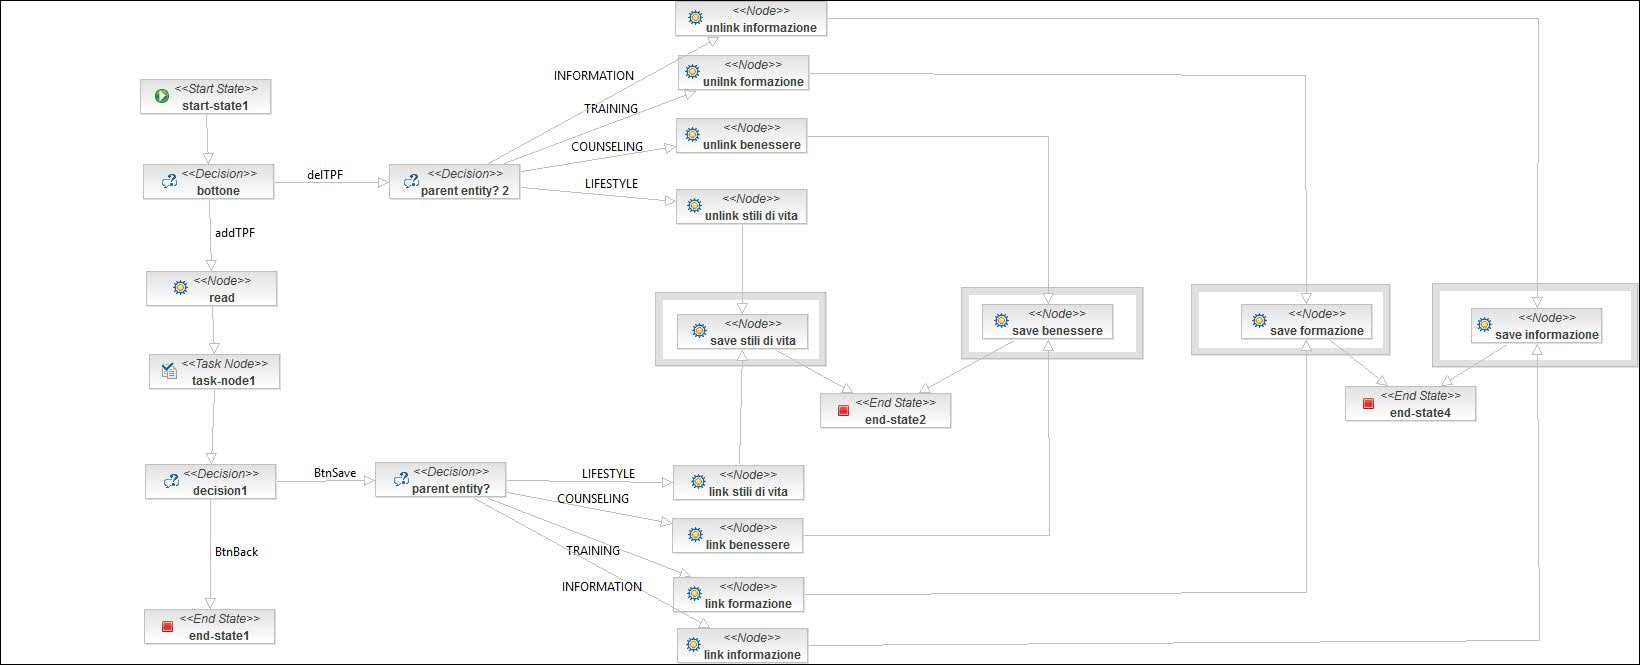 <<Node>>
unlink informazione
INFORMATION
<<Node>>
unilnk formazione
<<Start State>>
start-state1
TRAINING
<<Node>>
unlink benessere
COUNSELING
<<Decision>>
bottone
delTPF
<<Decision>>
parent entity? 2
LIFESTYLE
<<Node>>
unlink stili di vita
addTPF
<<Node>>
read
<<Node>>
save stili di vita
<<Node>>
save benessere
<<Node>>
save formazione
<<Node>>
save informazione
<<Task Node>>
task-node1
<<End State>>
end-state2
<<End State>>
end-state4
<<Decision>>
decision1
BtnSave
<<Decision>>
parent entity?
LIFESTYLE
<<Node>>
link stili di vita
COUNSELING
<<Node>>
link benessere
BtnBack
TRAINING
<<Node>>
link formazione
INFORMATION
<<End State>>
end-state1
<<Node>>
link informazione